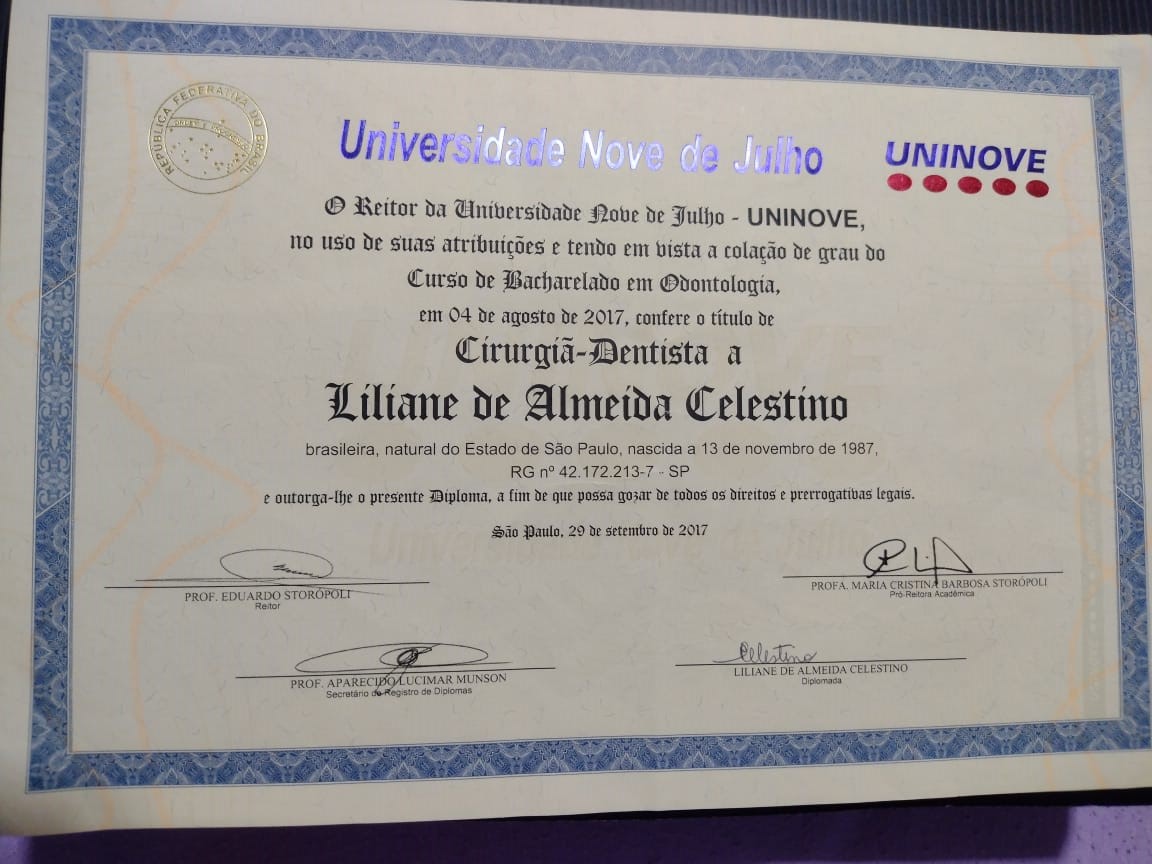 REPÚBLICA FEDERATIVA DO BRASIL
ORDEM E PROGRESSO
Universidade Nove de Julho
UNINOVE
O Reitor da Universidade Nove de Julho - UNINOVE,
no uso de suas atribuições e tendo em vista a colação de grau do
Curso de Bacharelado em Odontologia,
em 04 de agosto de 2017, confere o título de
Cirurgiã-Dentista a
Liliane de Almeida Celestino
brasileira, natural do Estado de São Paulo, nascida a 13 de novembro de 1987,
RG nº 42.172.213-7 - SP
e outorga-lhe o presente Diploma, a fim de que possa gozar de todos os direitos e prerrogativas legais.
São Paulo, 29 de setembro de 2017
PROF. EDUARDO STORÓPOLI
Reitor
PROFA. MARIA CRISTINA BARBOSA STORÓPOLI
Pró-Reitora Acadêmica
PROF. APARECIDO LUCIMAR MUNSON
Secretário de Registro de Diplomas
Celestino
LILIANE DE ALMEIDA CELESTINO
Diplomada